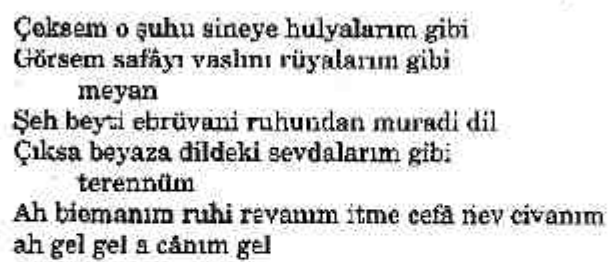 Çeksem o şuhu sineye hulyalarım gibi
Görsem safâyı vaslını rüyalarım gibi
meyan
Şeh beyti ebrüvani ruhundan muradi dil
Çıksa beyaza dildeki sevdalarım gibi
terennüm
Ah biemanım ruhi revanım itme cefâ nev civanım
ah gel gel a cânım gel